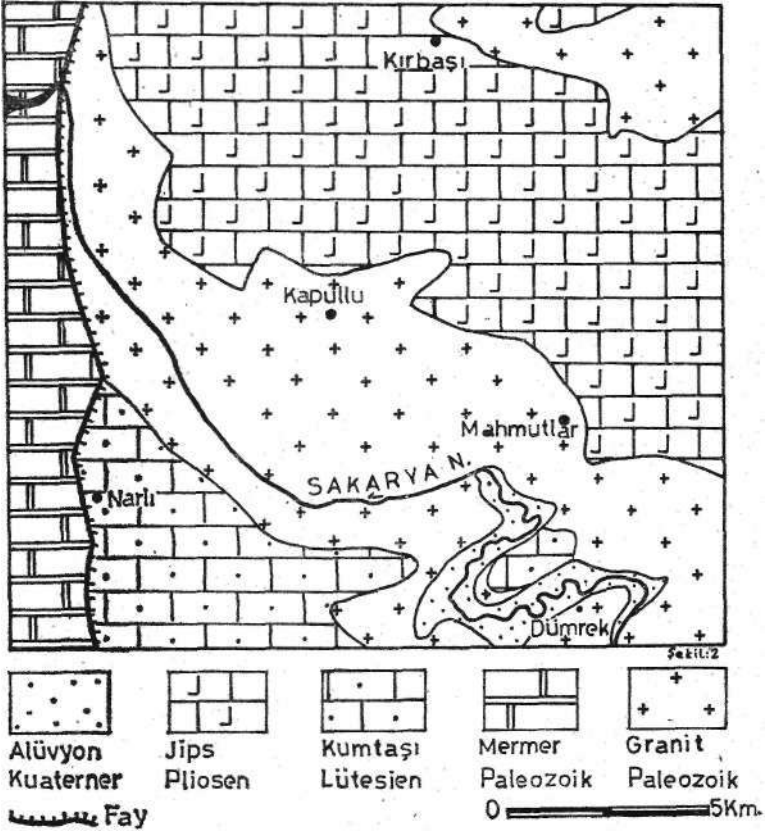 Kırbaşı
Kapullu
Mahmutlar
SAKARYA N.
Narlı
Dümrek
Şekil:2
Alüvyon
Kuaterner
Jips
Pliosen
Kumtaşı
Lütesien
Mermer
Paleozoik
Granit
Paleozoik
Fay
0 5Km.